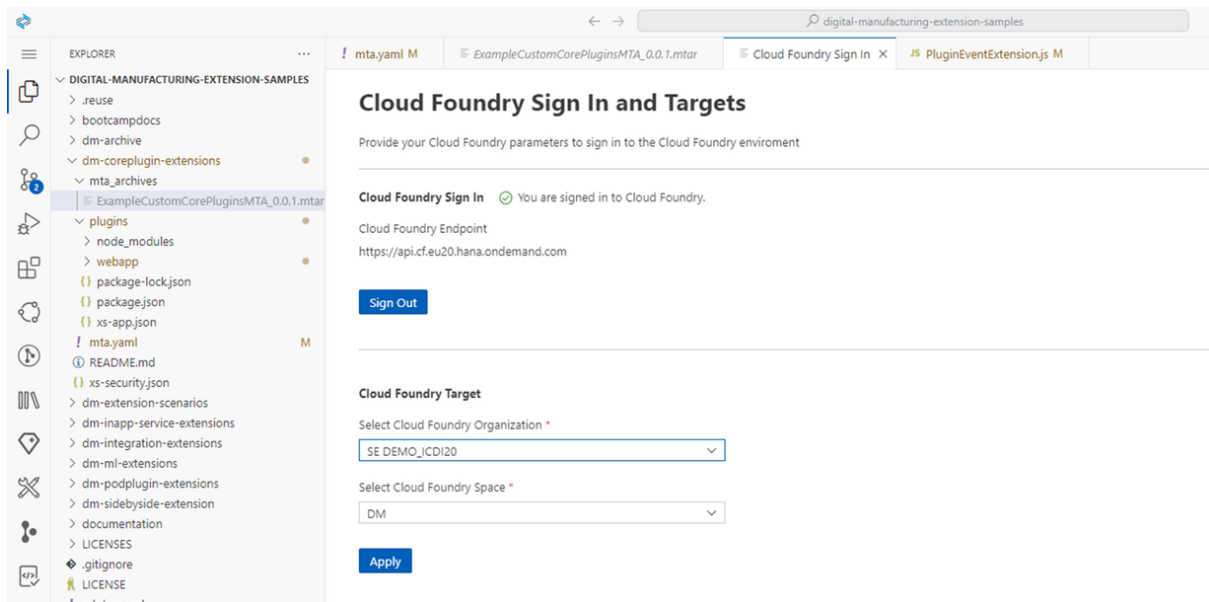 digital-manufacturing-extension-samples
EXPLORER ···
mta.yaml M
ExampleCustomCorePluginsMTA_0.0.1.mtar
Cloud Foundry Sign In ×
JS PluginEventExtension.js M
DIGITAL-MANUFACTURING-EXTENSION-SAMPLES
.reuse
bootcampdocs
dm-archive
dm-coreplugin-extensions
mta_archives
ExampleCustomCorePluginsMTA_0.0.1.mtar
plugins
node_modules
webapp
{} package-lock.json
{} package.json
{} xs-app.json
! mta.yaml M
README.md
{} xs-security.json
dm-extension-scenarios
dm-inapp-service-extensions
dm-integration-extensions
dm-ml-extensions
dm-podplugin-extensions
dm-sidebyside-extension
documentation
LICENSES
.gitignore
LICENSE
2
Cloud Foundry Sign In and Targets
Provide your Cloud Foundry parameters to sign in to the Cloud Foundry enviroment
Cloud Foundry Sign In You are signed in to Cloud Foundry.
Cloud Foundry Endpoint
https://api.cf.eu20.hana.ondemand.com
Sign Out
Cloud Foundry Target
Select Cloud Foundry Organization *
SE DEMO_ICDI20
Select Cloud Foundry Space *
DM
Apply